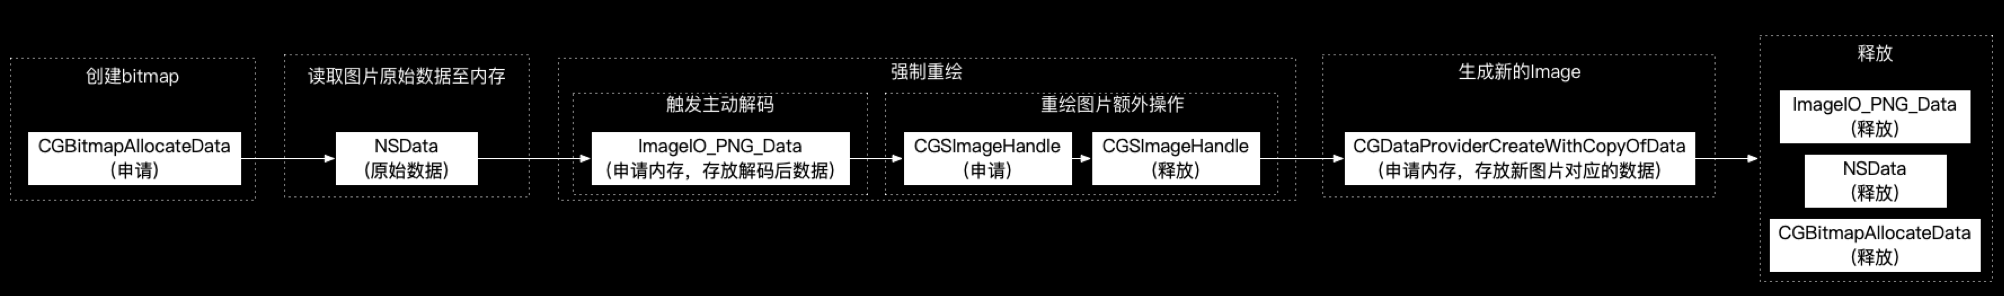 创建bitmap
CGBitmapAllocateData
(申请)
读取图片原始数据至内存
NSData
(原始数据)
强制重绘
触发主动解码
ImageIO_PNG_Data
(申请内存，存放解码后数据)
重绘图片额外操作
CGSImageHandle
(申请)
CGSImageHandle
(释放)
生成新的Image
CGDataProviderCreateWithCopyOfData
(申请内存，存放新图片对应的数据)
释放
ImageIO_PNG_Data
(释放)
NSData
(释放)
CGBitmapAllocateData
(释放)